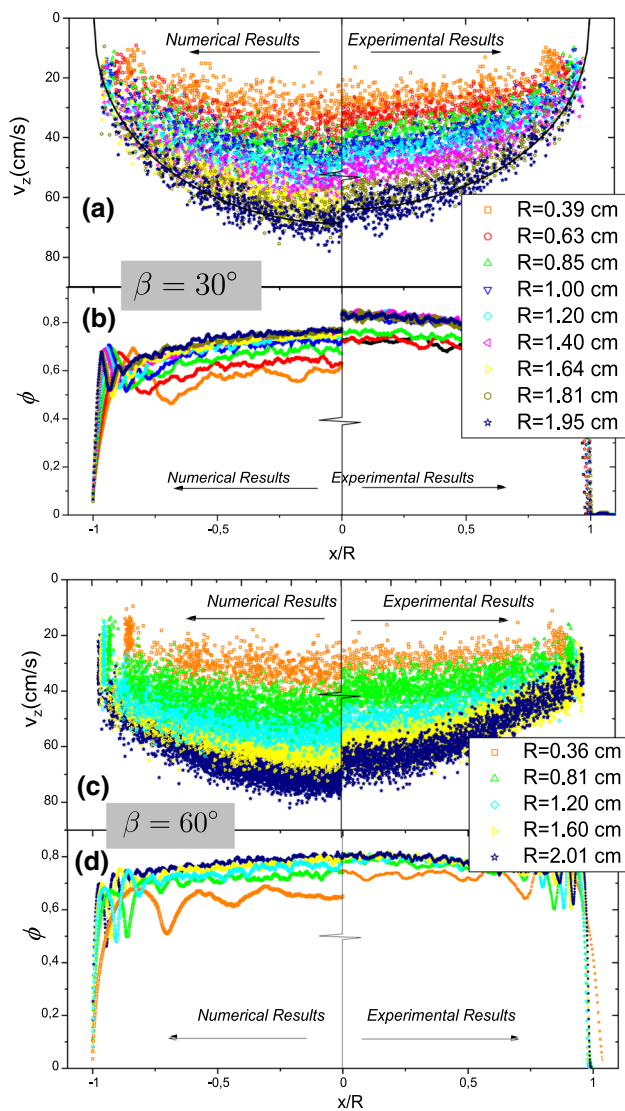 0
Numerical Results
Experimental Results
20
40
60
80
v_z(cm/s)
(a)
R=0.39 cm
R=0.63 cm
R=0.85 cm
R=1.00 cm
R=1.20 cm
R=1.40 cm
R=1.64 cm
R=1.81 cm
R=1.95 cm
β = 30°
(b)
0,8
0,6
0,4
0,2
0
ϕ
Numerical Results
Experimental Results
-1
-0,5
0
0,5
1
x/R
0
Numerical Results
Experimental Results
20
40
60
80
v_z(cm/s)
(c)
R=0.36 cm
R=0.81 cm
R=1.20 cm
R=1.60 cm
R=2.01 cm
β = 60°
(d)
0,8
0,6
0,4
0,2
0
ϕ
Numerical Results
Experimental Results
-1
-0,5
0
0,5
1
x/R